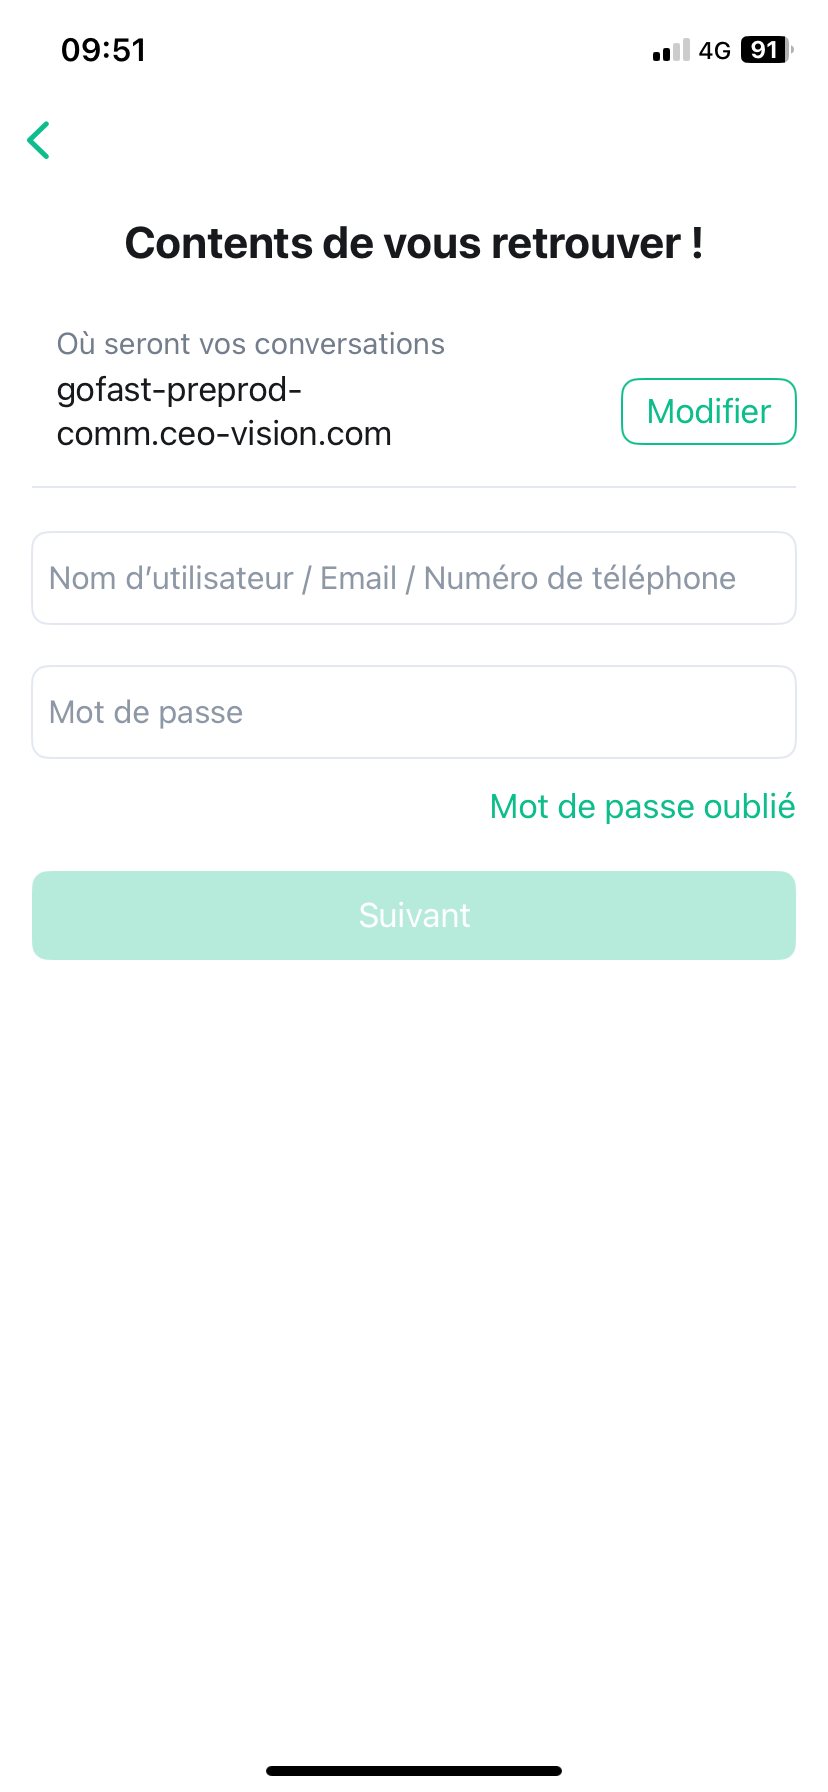 09:51
4G 91
Contents de vous retrouver !
Où seront vos conversations
gofast-preprod-
comm.ceo-vision.com
Modifier
Nom d’utilisateur / Email / Numéro de téléphone
Mot de passe
Mot de passe oublié
Suivant